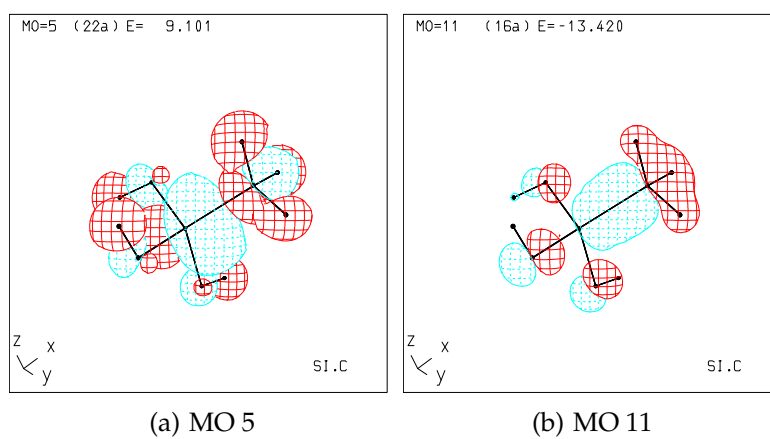 MO=5 (22a) E= 9.101
z
x
y
SI.C
(a) MO 5
MO=11 (16a) E=-13.420
z
x
y
SI.C
(b) MO 11